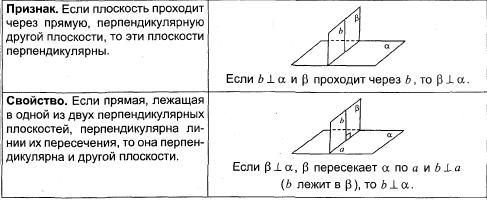 Признак. Если плоскость проходит
через прямую, перпендикулярную
другой плоскости, то эти плоскости
перпендикулярны.
b
β
α
Если b ⊥ α и β проходит через b, то β ⊥ α.
Свойство. Если прямая, лежащая
в одной из двух перпендикулярных
плоскостей, перпендикулярна ли-
нии их пересечения, то она перпен-
дикулярна и другой плоскости.
b
β
α
a
Если β ⊥ α, β пересекает α по a и b ⊥ a
(b лежит в β), то b ⊥ α.